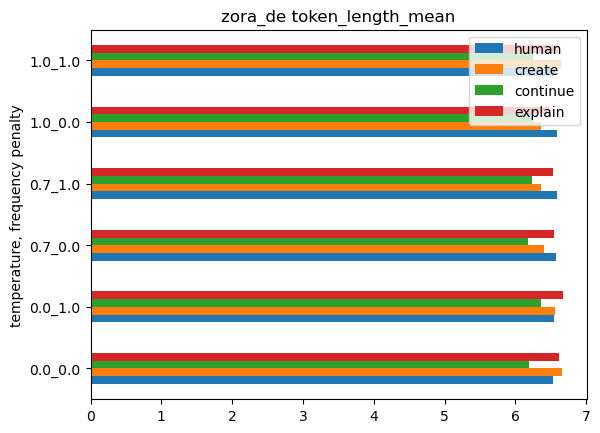 zora_de token_length_mean
human
create
continue
explain
temperature, frequency penalty
1.0_1.0
1.0_0.0
0.7_1.0
0.7_0.0
0.0_1.0
0.0_0.0
0 1 2 3 4 5 6 7